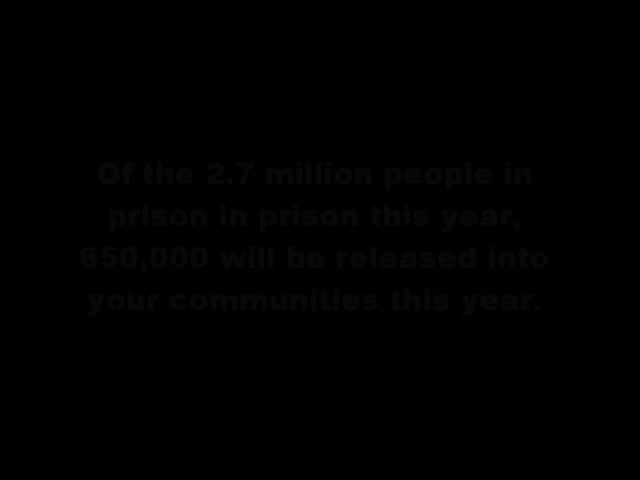 Of the 2.7 million people in
prison in prison this year,
650,000 will be released into
your communities this year.